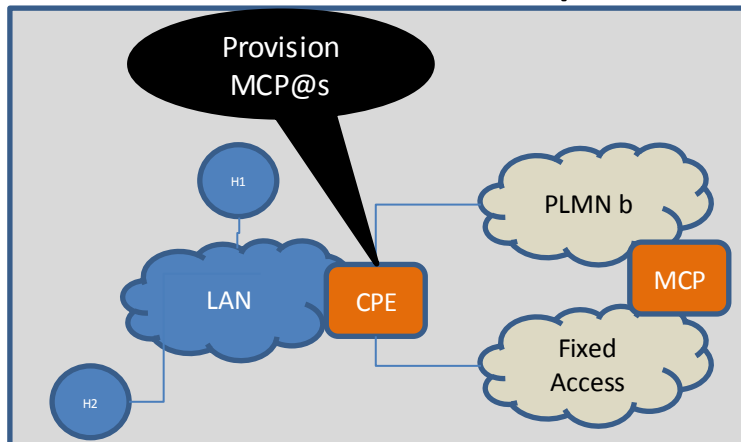 Provision
MCP@s
H1
PLMN b
MCP
LAN
CPE
Fixed
Access
H2